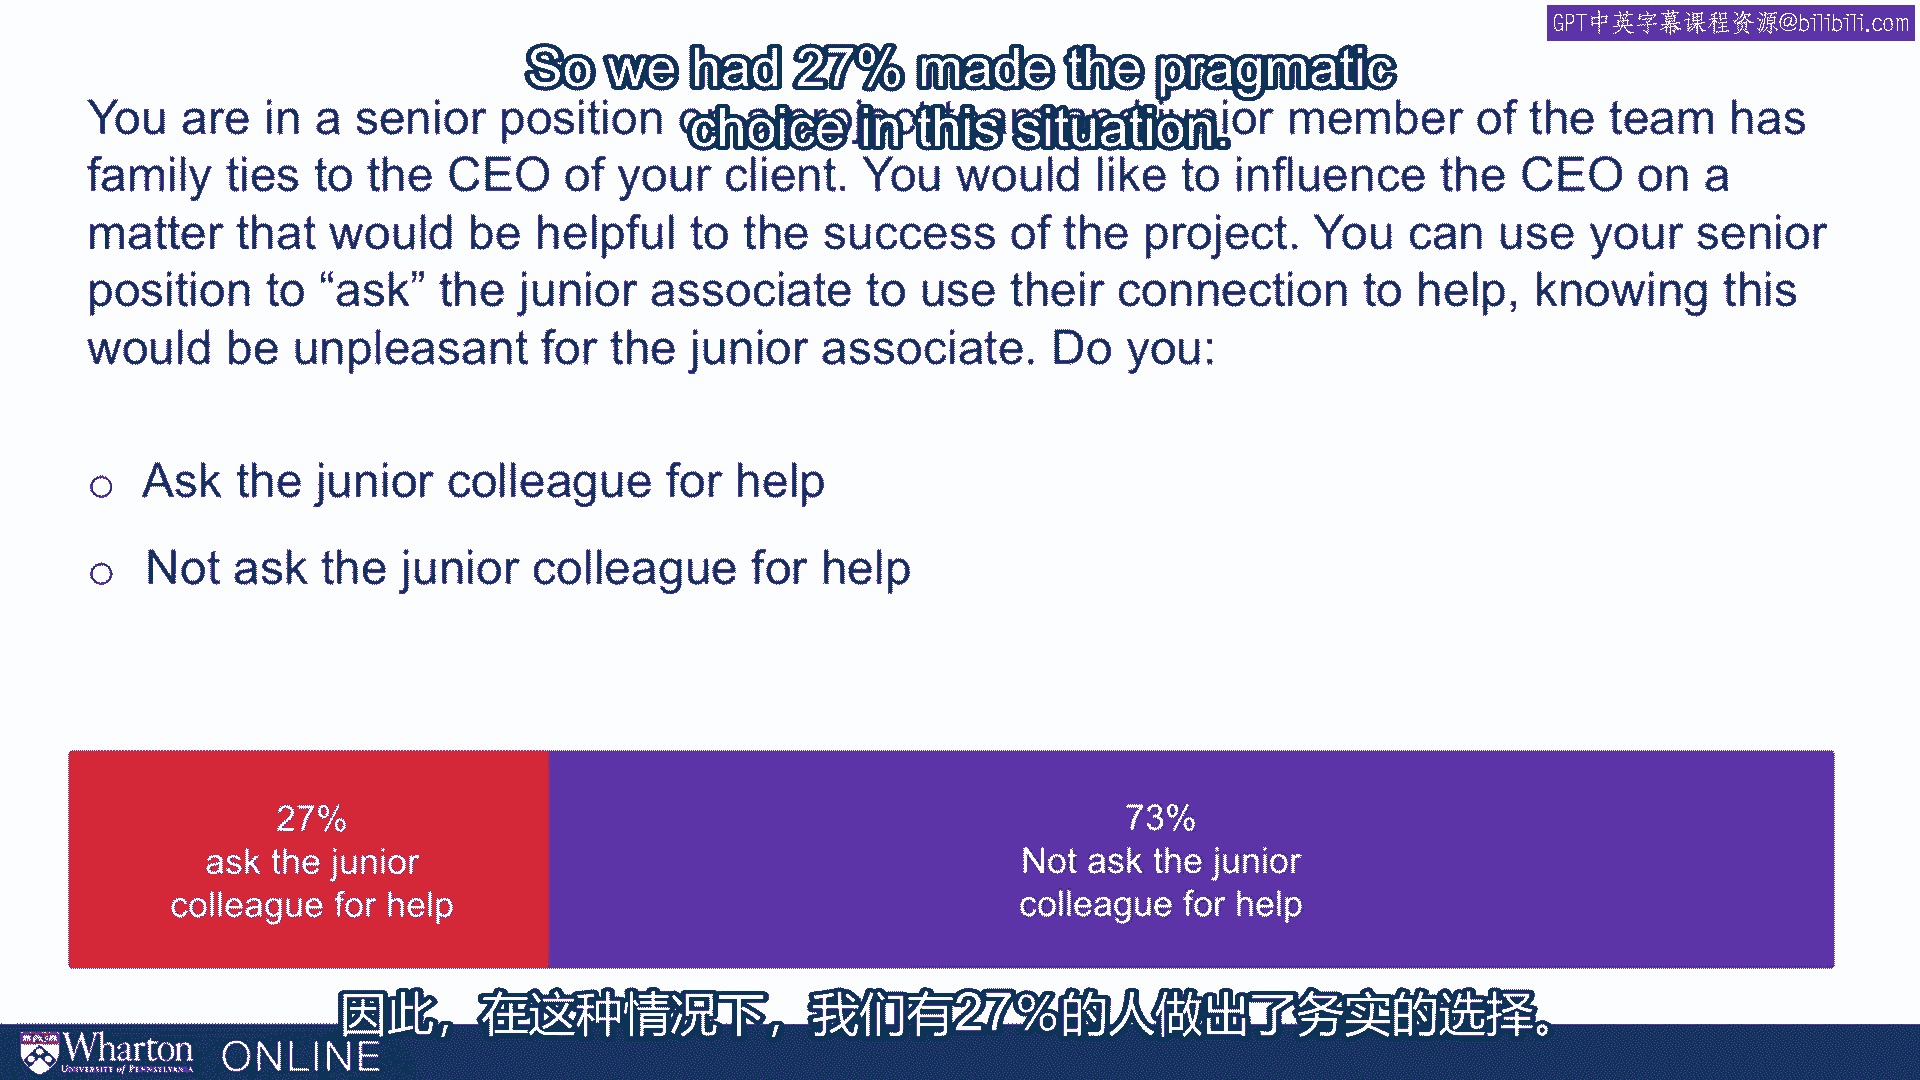 GPT中英字幕课程资源@bilibili.com
So we had 27% made the pragmatic
choice in this situation.
You are in a senior position junior member of the team has
family ties to the CEO of your client. You would like to influence the CEO on a
matter that would be helpful to the success of the project. You can use your senior
position to “ask” the junior associate to use their connection to help, knowing this
would be unpleasant for the junior associate. Do you:
o Ask the junior colleague for help
o Not ask the junior colleague for help
27%
ask the junior
colleague for help
73%
Not ask the junior
colleague for help
因此，在这种情况下，我们有27%的人做出了务实的选择。
Wharton
UNIVERSITY of PENNSYLVANIA
ONLINE